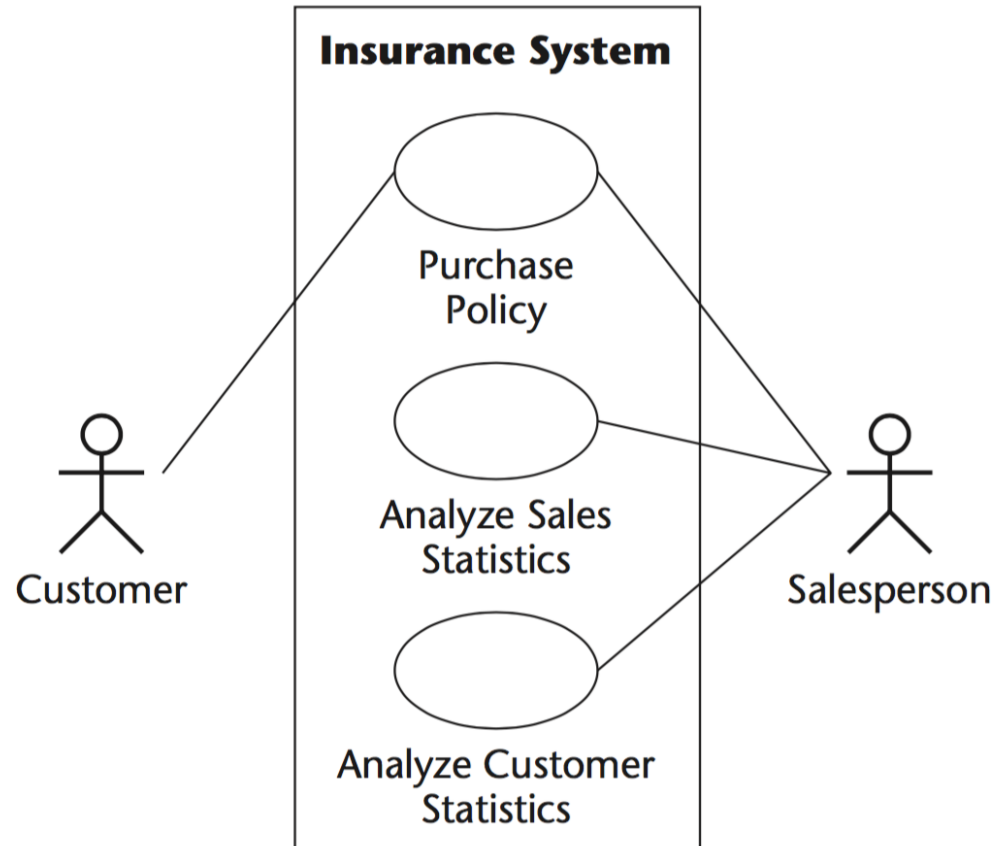 Insurance System
Purchase
Policy
Analyze Sales
Statistics
Customer
Salesperson
Analyze Customer
Statistics